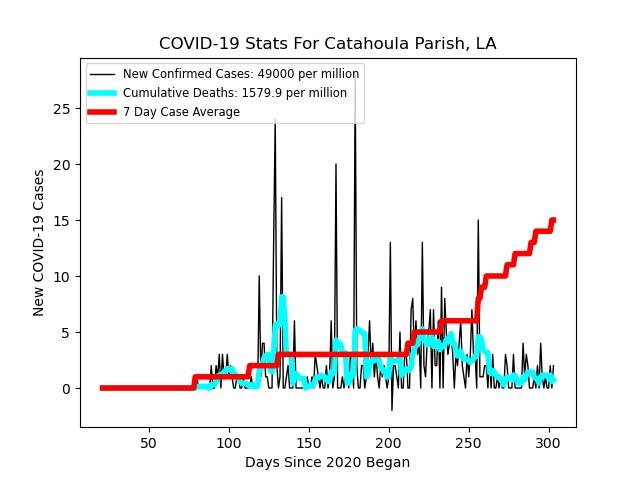 COVID-19 Stats For Catahoula Parish, LA
New Confirmed Cases: 49000 per million
Cumulative Deaths: 1579.9 per million
7 Day Case Average
New COVID-19 Cases
25
20
15
10
5
0
50 100 150 200 250 300
Days Since 2020 Began